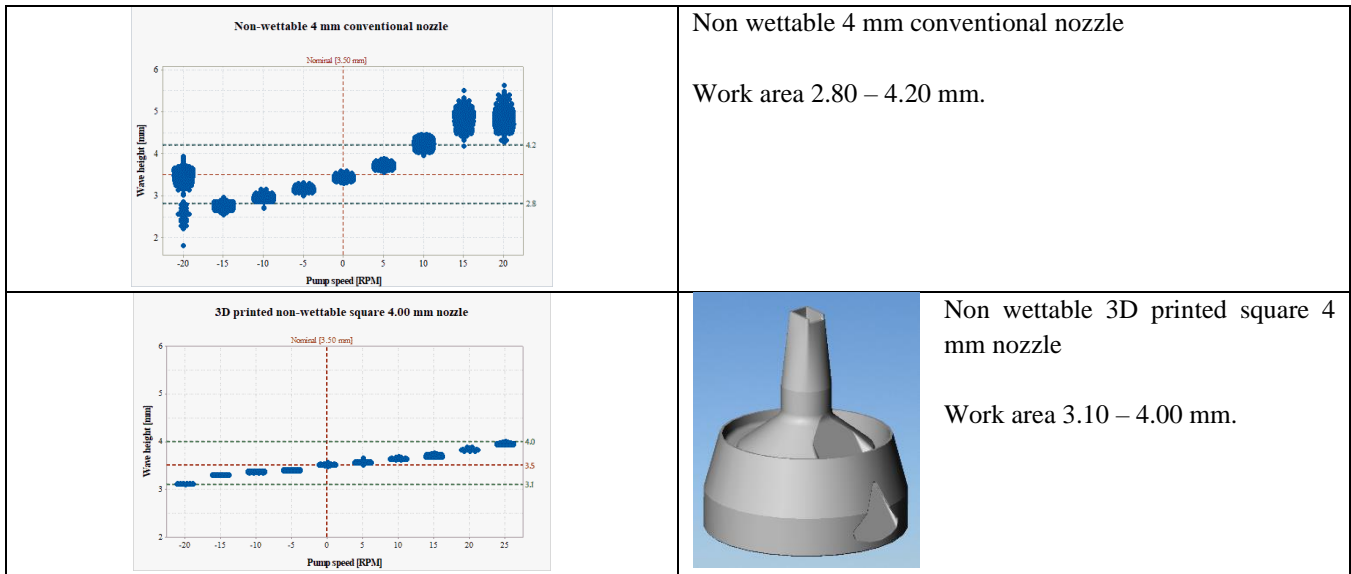 Non-wettable 4 mm conventional nozzle
Nominal [3.50 mm]
Wave height [mm]
6
5
4
3
2
4.2
2.8
-20 -15 -10 -5 0 5 10 15 20
Pump speed [RPM]
Non wettable 4 mm conventional nozzle
Work area 2.80 – 4.20 mm.
3D printed non-wettable square 4.00 mm nozzle
Nominal [3.50 mm]
Wave height [mm]
6
5
4
3
2
4.0
3.5
3.1
-20 -15 -10 -5 0 5 10 15 20 25
Pump speed [RPM]
Non wettable 3D printed square 4
mm nozzle
Work area 3.10 – 4.00 mm.